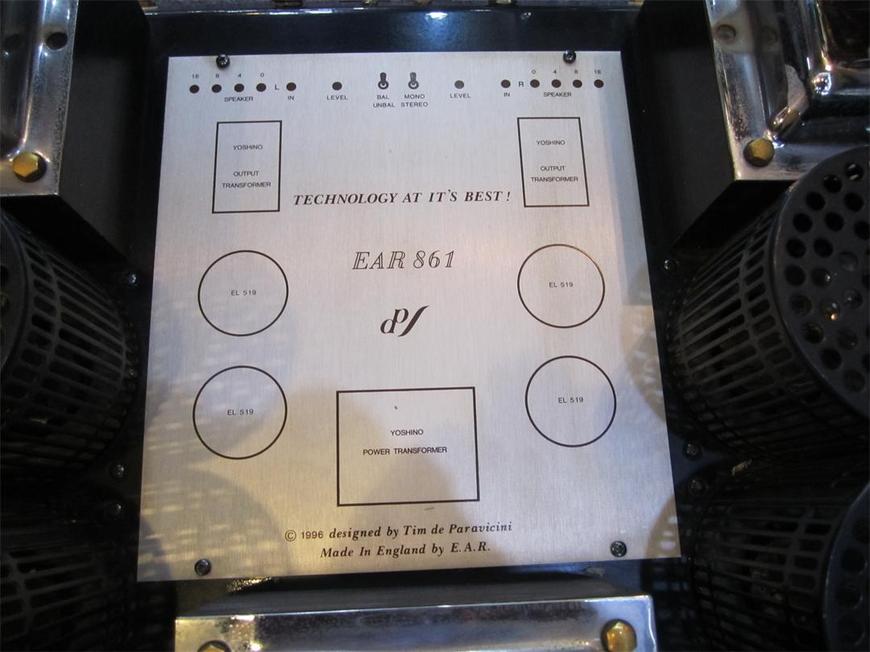 16 8 4 0 L IN LEVEL BAL MONO LEVEL IN R 0 4 8 16
SPEAKER UNBAL STEREO SPEAKER
YOSHINO
OUTPUT
TRANSFORMER
YOSHINO
OUTPUT
TRANSFORMER
TECHNOLOGY AT IT'S BEST !
EAR 861
EL 519
EL 519
dp
EL 519
EL 519
YOSHINO
POWER TRANSFORMER
© 1996 designed by Tim de Paravicini
Made In England by E.A.R.